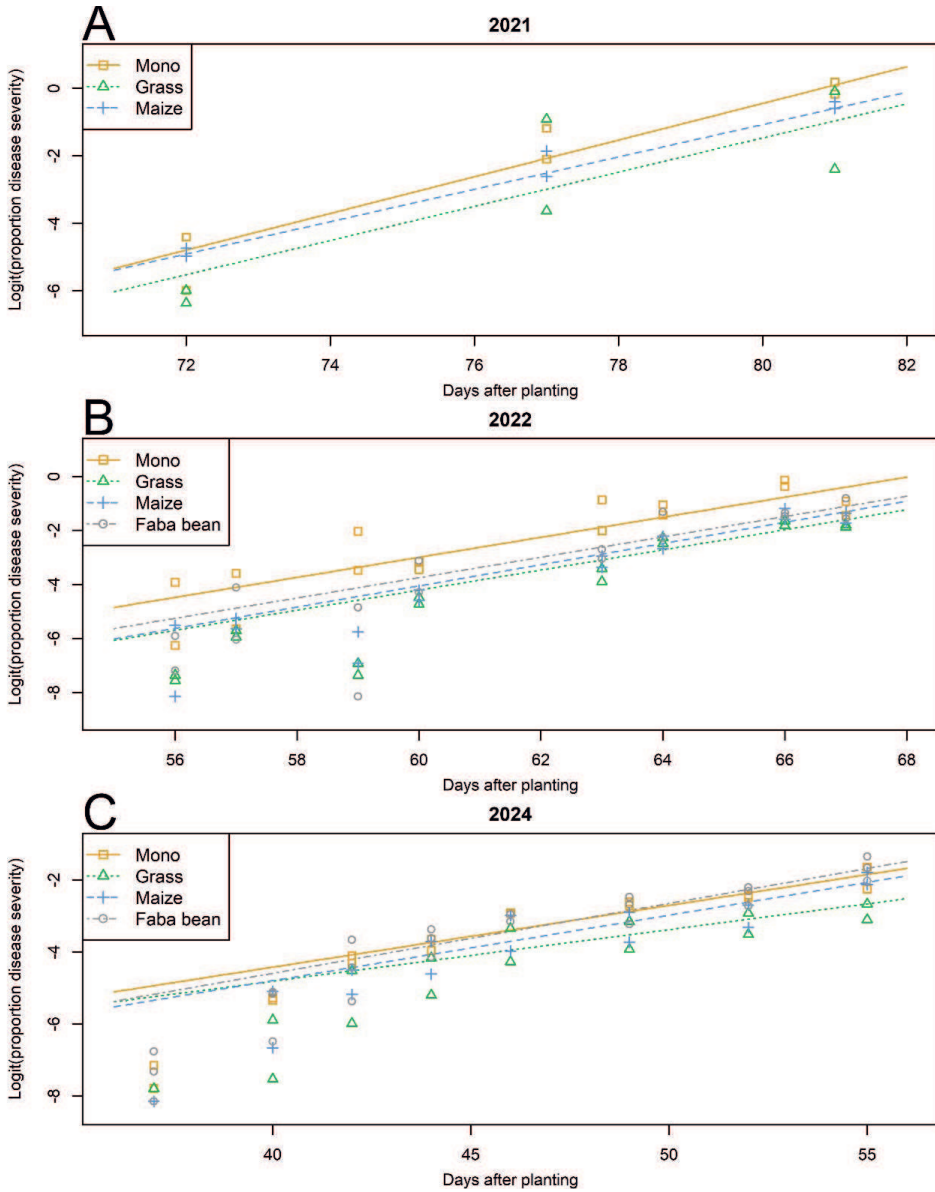 A
2021
Mono
Grass
Maize
0
-2
-4
-6
Logit(proportion disease severity)
72 74 76 78 80 82
Days after planting
B
2022
Mono
Grass
Maize
Faba bean
0
-2
-4
-6
-8
Logit(proportion disease severity)
56 58 60 62 64 66 68
Days after planting
C
2024
Mono
Grass
Maize
Faba bean
-2
-4
-6
-8
Logit(proportion disease severity)
40 45 50 55
Days after planting